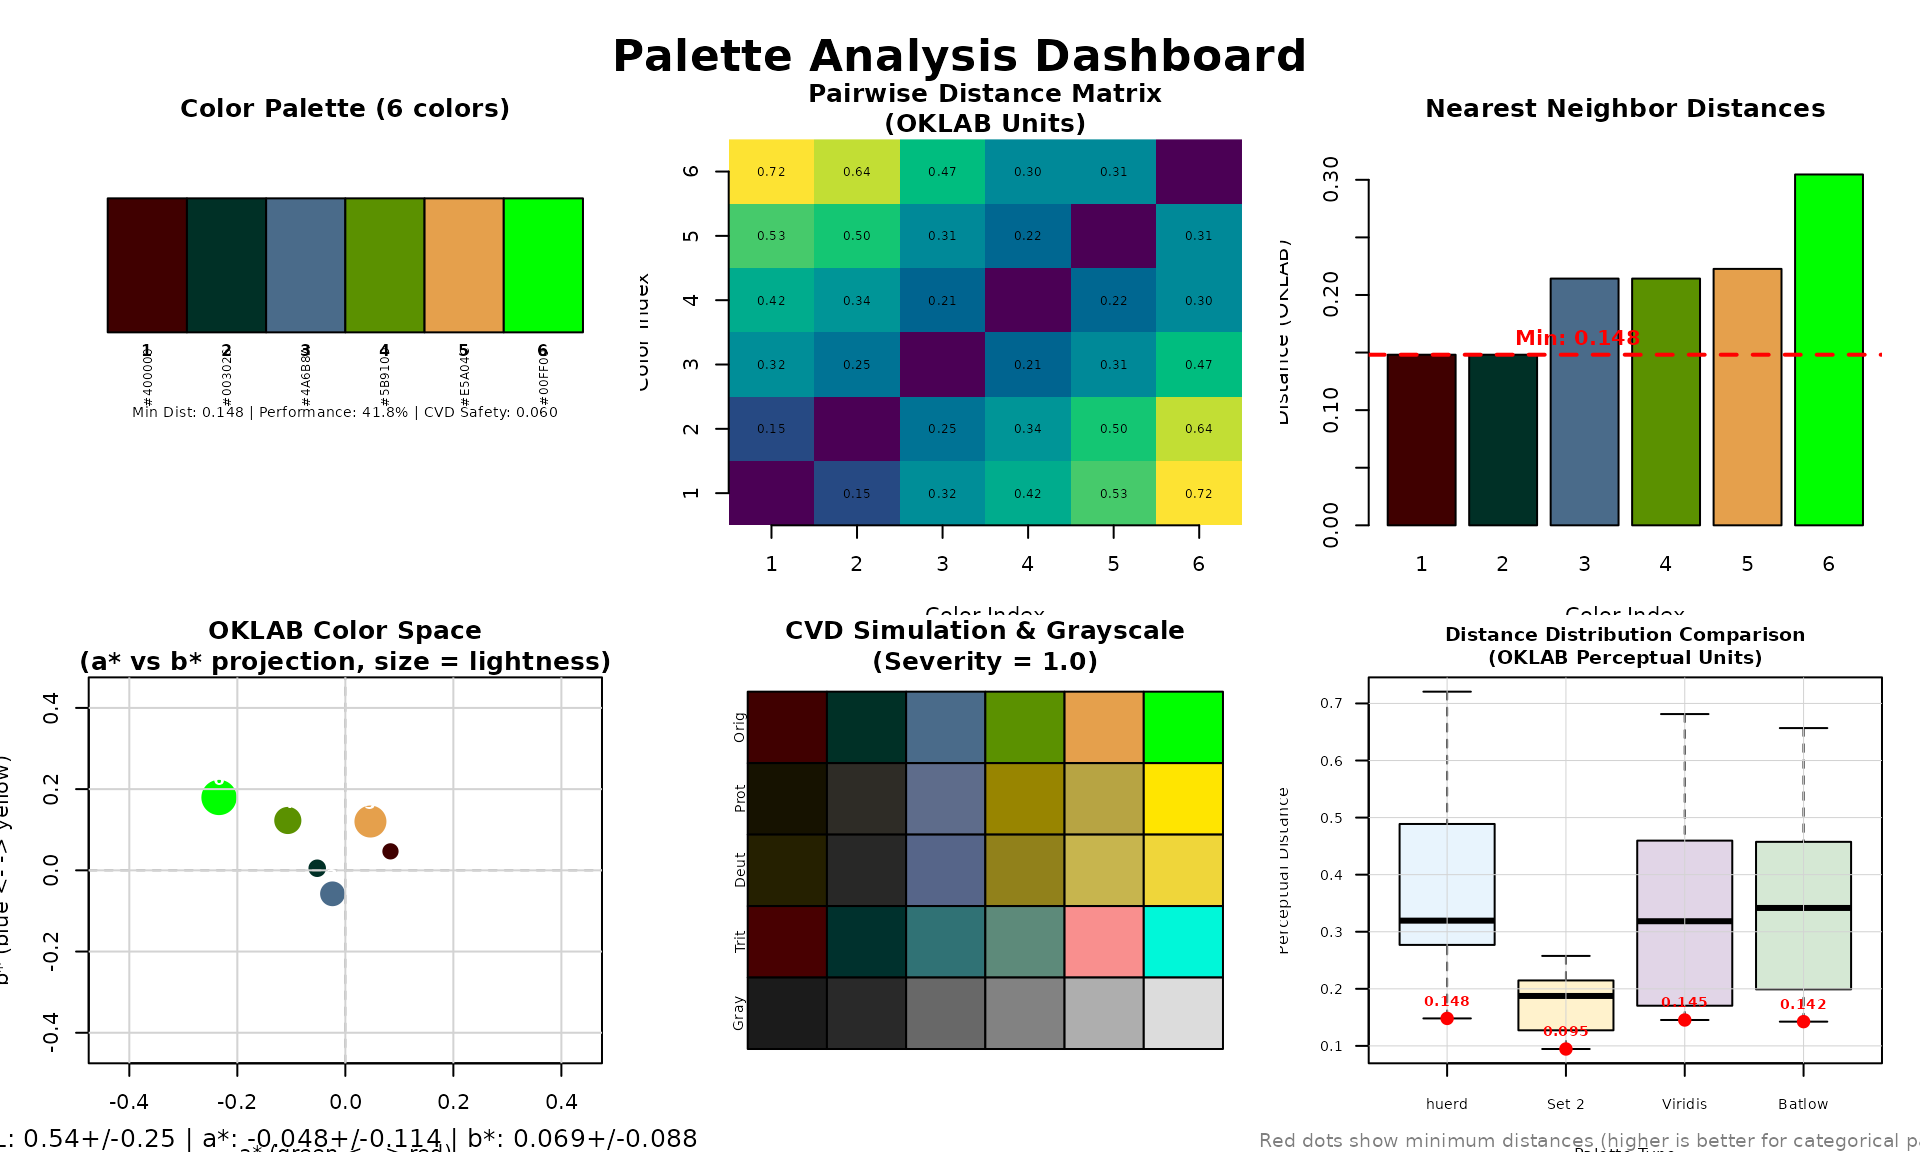 Palette Analysis Dashboard
Color Palette (6 colors)
1 2 3 4 5 6
Min Dist: 0.148 | Performance: 41.8% | CVD Safety: 0.060
Pairwise Distance Matrix
(OKLAB Units)
Color Index
6 0.72 0.64 0.47 0.30 0.31
5 0.53 0.50 0.31 0.22 0.31
4 0.42 0.34 0.21 0.22 0.30
3 0.32 0.25 0.21 0.31 0.47
2 0.15 0.25 0.34 0.50 0.64
1 0.15 0.32 0.42 0.53 0.72
1 2 3 4 5 6
Color Index
Nearest Neighbor Distances
Distance (OKLAB)
0.30
0.20
0.10
0.00
Min: 0.148
1 2 3 4 5 6
Color Index
OKLAB Color Space
(a* vs b* projection, size = lightness)
b* (blue <--> yellow)
0.4
0.2
0.0
-0.2
-0.4
-0.4 -0.2 0.0 0.2 0.4
L: 0.54+/-0.25 | a*: -0.048+/-0.114 | b*: 0.069+/-0.088
a* (green <--> red)
CVD Simulation & Grayscale
(Severity = 1.0)
Orig
Prot
Deut
Trit
Gray
Distance Distribution Comparison
(OKLAB Perceptual Units)
Perceptual Distance
0.7
0.6
0.5
0.4
0.3
0.2
0.1
0.148 0.095 0.145 0.142
huerd Set 2 Viridis Batlow
Red dots show minimum distances (higher is better for categorical
Palette Type